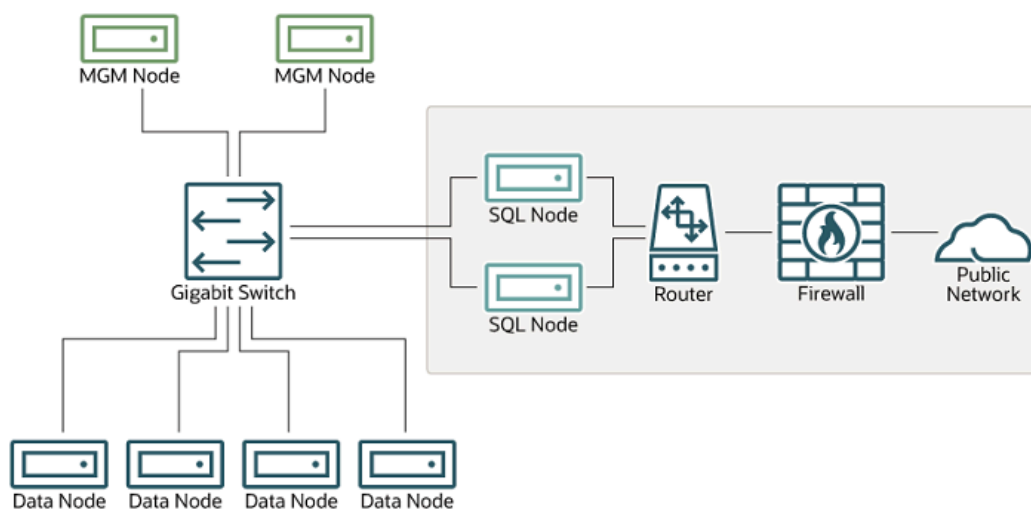 MGM Node
MGM Node
SQL Node
Gigabit Switch
SQL Node
Router
Firewall
Public
Network
Data Node
Data Node
Data Node
Data Node